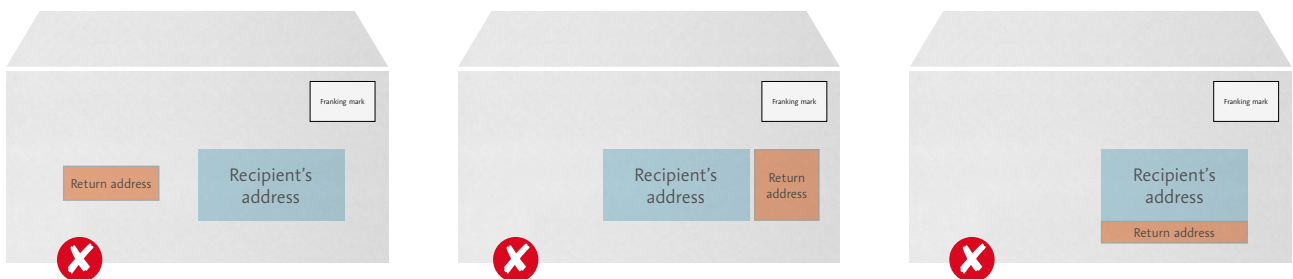 Franking mark
Return address
Recipient's
address
Franking mark
Recipient's
address
Return
address
Franking mark
Recipient's
address
Return address